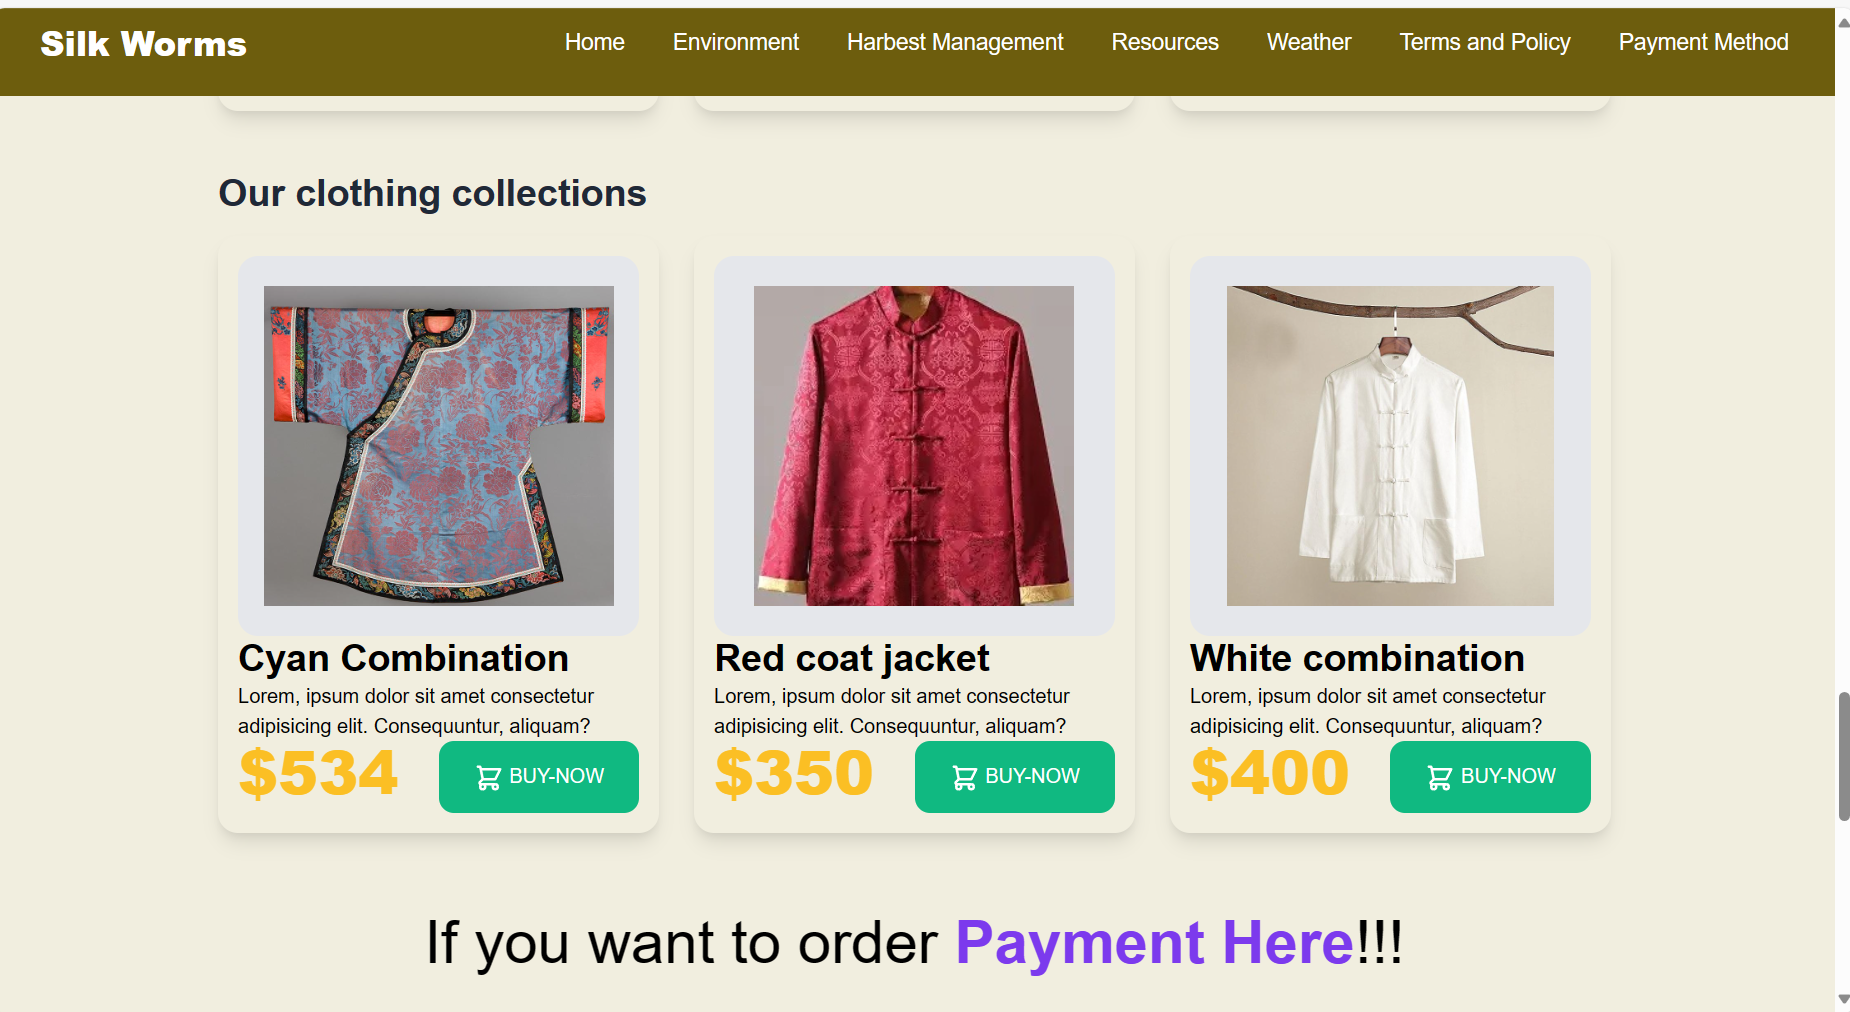 Silk Worms
Home
Environment
Harbest Management
Resources
Weather
Terms and Policy
Payment Method
Our clothing collections
Cyan Combination
Lorem, ipsum dolor sit amet consectetur
adipisicing elit. Consequuntur, aliquam?
$534
BUY-NOW
Red coat jacket
Lorem, ipsum dolor sit amet consectetur
adipisicing elit. Consequuntur, aliquam?
$350
BUY-NOW
White combination
Lorem, ipsum dolor sit amet consectetur
adipisicing elit. Consequuntur, aliquam?
$400
BUY-NOW
If you want to order Payment Here!!!